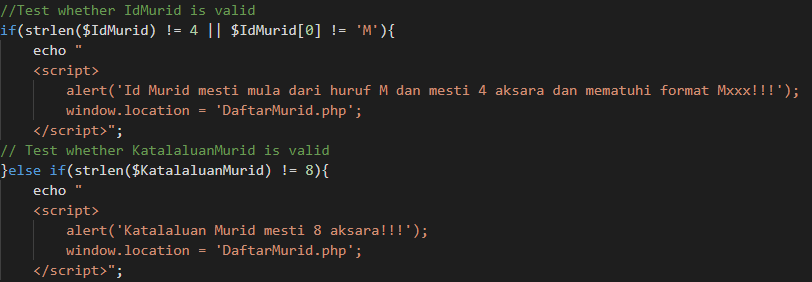 //Test whether IdMurid is valid
if(strlen($IdMurid) != 4 || $IdMurid[0] != 'M'){
    echo "
    <script>
        alert('Id Murid mesti mula dari huruf M dan mesti 4 aksara dan mematuhi format Mxxx!!!');
        window.location = 'DaftarMurid.php';
    </script>";
// Test whether KatalaluanMurid is valid
}else if(strlen($KatalaluanMurid) != 8){
    echo "
    <script>
        alert('Katalaluan Murid mesti 8 aksara!!!');
        window.location = 'DaftarMurid.php';
    </script>";